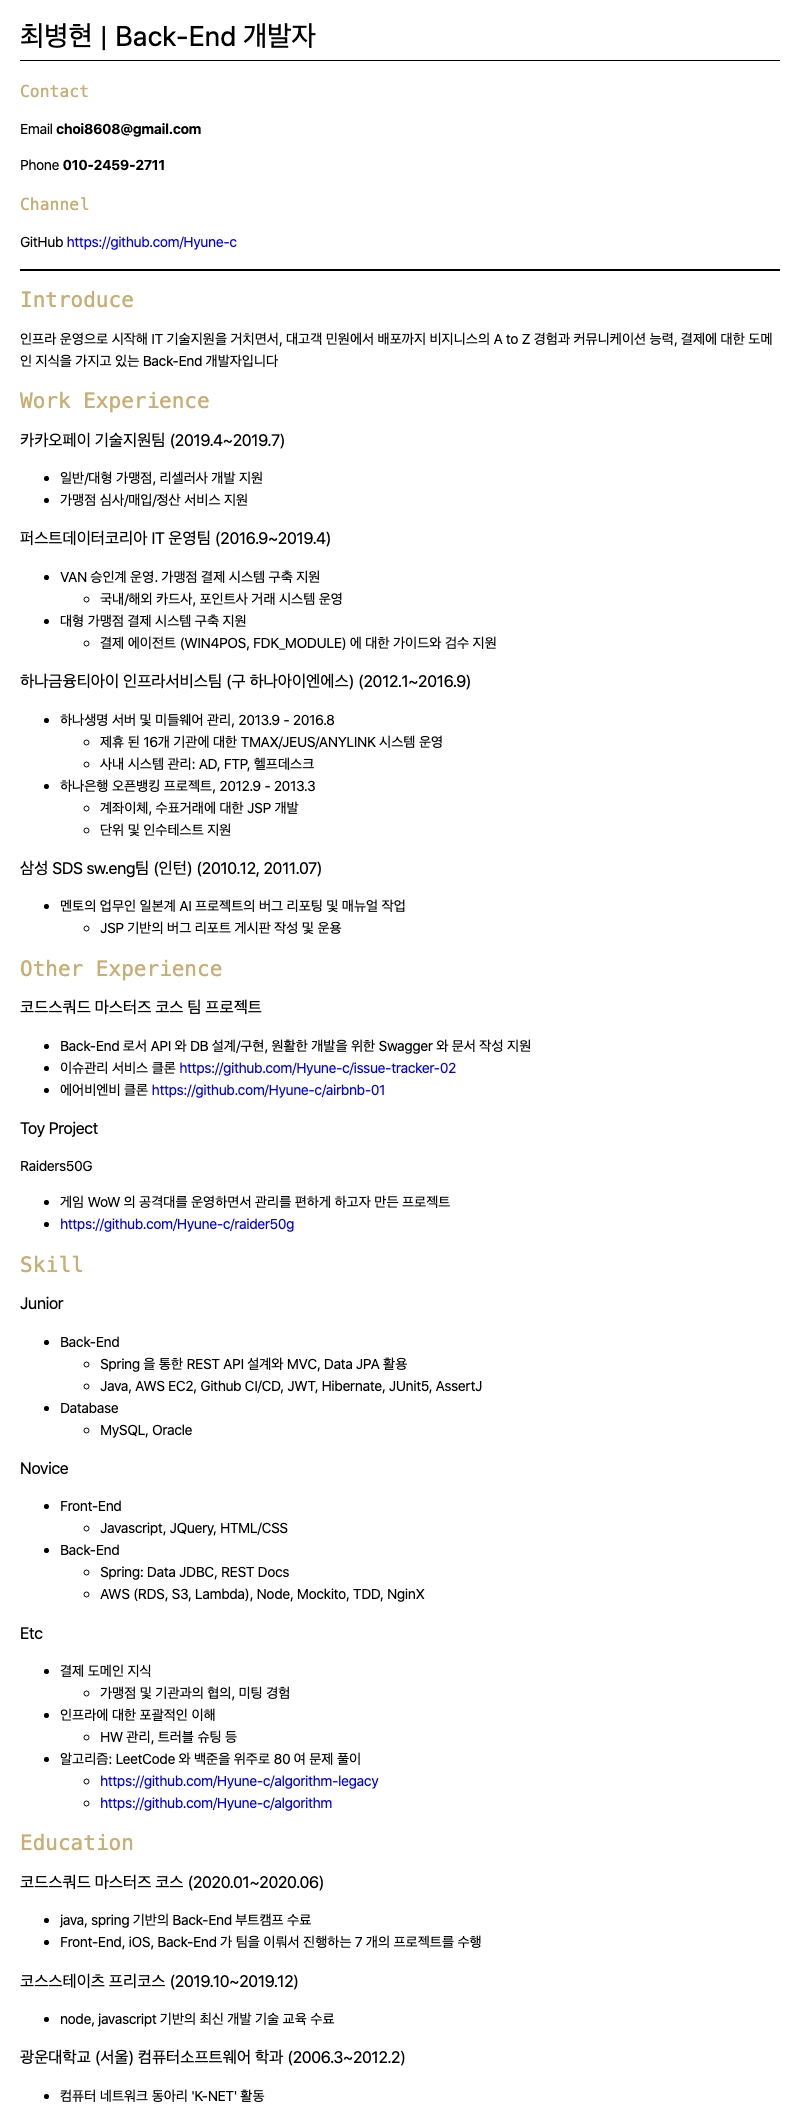 최병현 | Back-End 개발자
Contact
Email choi8608@gmail.com
Phone 010-2459-2711
Channel
GitHub https://github.com/Hyune-c
Introduce
인프라 운영으로 시작해 IT 기술지원을 거치면서, 대고객 민원에서 배포까지 비지니스의 A to Z 경험과 커뮤니케이션 능력, 결제에 대한 도메
인 지식을 가지고 있는 Back-End 개발자입니다
Work Experience
카카오페이 기술지원팀 (2019.4~2019.7)
• 일반/대형 가맹점, 리셀러사 개발 지원
• 가맹점 심사/매입/정산 서비스 지원
퍼스트데이터코리아 IT 운영팀 (2016.9~2019.4)
• VAN 승인계 운영. 가맹점 결제 시스템 구축 지원
◦ 국내/해외 카드사, 포인트사 거래 시스템 운영
• 대형 가맹점 결제 시스템 구축 지원
◦ 결제 에이전트 (WIN4POS, FDK_MODULE) 에 대한 가이드와 검수 지원
하나금융티아이 인프라서비스팀 (구 하나아이엔에스) (2012.1~2016.9)
• 하나생명 서버 및 미들웨어 관리, 2013.9 - 2016.8
◦ 제휴 된 16개 기관에 대한 TMAX/JEUS/ANYLINK 시스템 운영
◦ 사내 시스템 관리: AD, FTP, 헬프데스크
• 하나은행 오픈뱅킹 프로젝트, 2012.9 - 2013.3
◦ 계좌이체, 수표거래에 대한 JSP 개발
◦ 단위 및 인수테스트 지원
삼성 SDS sw.eng팀 (인턴) (2010.12, 2011.07)
• 멘토의 업무인 일본계 AI 프로젝트의 버그 리포팅 및 매뉴얼 작업
◦ JSP 기반의 버그 리포트 게시판 작성 및 운용
Other Experience
코드스쿼드 마스터즈 코스 팀 프로젝트
• Back-End 로서 API 와 DB 설계/구현, 원활한 개발을 위한 Swagger 와 문서 작성 지원
• 이슈관리 서비스 클론 https://github.com/Hyune-c/issue-tracker-02
• 에어비엔비 클론 https://github.com/Hyune-c/airbnb-01
Toy Project
Raiders50G
• 게임 WoW 의 공격대를 운영하면서 관리를 편하게 하고자 만든 프로젝트
• https://github.com/Hyune-c/raider50g
Skill
Junior
• Back-End
◦ Spring 을 통한 REST API 설계와 MVC, Data JPA 활용
◦ Java, AWS EC2, Github CI/CD, JWT, Hibernate, JUnit5, AssertJ
• Database
◦ MySQL, Oracle
Novice
• Front-End
◦ Javascript, JQuery, HTML/CSS
• Back-End
◦ Spring: Data JDBC, REST Docs
◦ AWS (RDS, S3, Lambda), Node, Mockito, TDD, NginX
Etc
• 결제 도메인 지식
◦ 가맹점 및 기관과의 협의, 미팅 경험
• 인프라에 대한 포괄적인 이해
◦ HW 관리, 트러블 슈팅 등
• 알고리즘: LeetCode 와 백준을 위주로 80 여 문제 풀이
◦ https://github.com/Hyune-c/algorithm-legacy
◦ https://github.com/Hyune-c/algorithm
Education
코드스쿼드 마스터즈 코스 (2020.01~2020.06)
• java, spring 기반의 Back-End 부트캠프 수료
• Front-End, iOS, Back-End 가 팀을 이뤄서 진행하는 7 개의 프로젝트를 수행
코스스테이츠 프리코스 (2019.10~2019.12)
• node, javascript 기반의 최신 개발 기술 교육 수료
광운대학교 (서울) 컴퓨터소프트웨어 학과 (2006.3~2012.2)
• 컴퓨터 네트워크 동아리 'K-NET' 활동